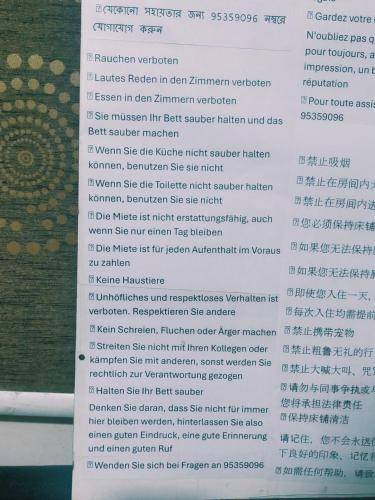 যেকোনো সহায়তার জন্য 95359096 নম্বরে
যোগাযোগ করুন
Rauchen verboten
Lautes Reden in den Zimmern verboten
Essen in den Zimmern verboten
Sie müssen Ihr Bett sauber halten und das
Bett sauber machen
Wenn Sie die Küche nicht sauber halten
können, benutzen Sie sie nicht
Wenn Sie die Toilette nicht sauber halten
können, benutzen Sie sie nicht
Die Miete ist nicht erstattungsfähig, auch
wenn Sie nur einen Tag bleiben
Die Miete ist für jeden Aufenthalt im Voraus
zu zahlen
Keine Haustiere
Unhöfliches und respektloses Verhalten ist
verboten. Respektieren Sie andere
Kein Schreien, Fluchen oder Ärger machen
Streiten Sie nicht mit Ihren Kollegen oder
kämpfen Sie mit anderen, sonst werden Sie
rechtlich zur Verantwortung gezogen
Halten Sie Ihr Bett sauber
Denken Sie daran, dass Sie nicht für immer
hier bleiben werden, hinterlassen Sie also
einen guten Eindruck, eine gute Erinnerung
und einen guten Ruf
Wenden Sie sich bei Fragen an 95359096
Gardez votre
N'oubliez pas q
pour toujours, a
impression, un b
réputation
Pour toute assis
95359096
禁止吸烟
禁止在房间内大
禁止在房间内进
您必须保持床铺
如果您无法保持
如果您无法保持
即使您入住一天，
每次入住均需提前
禁止携带宠物
禁止粗鲁无礼的行
禁止大喊大叫、咒
请勿与同事争执或与
您将承担法律责任
保持床铺清洁
请记住，您不会永远
下良好的印象、记忆和
如需任何帮助，请致